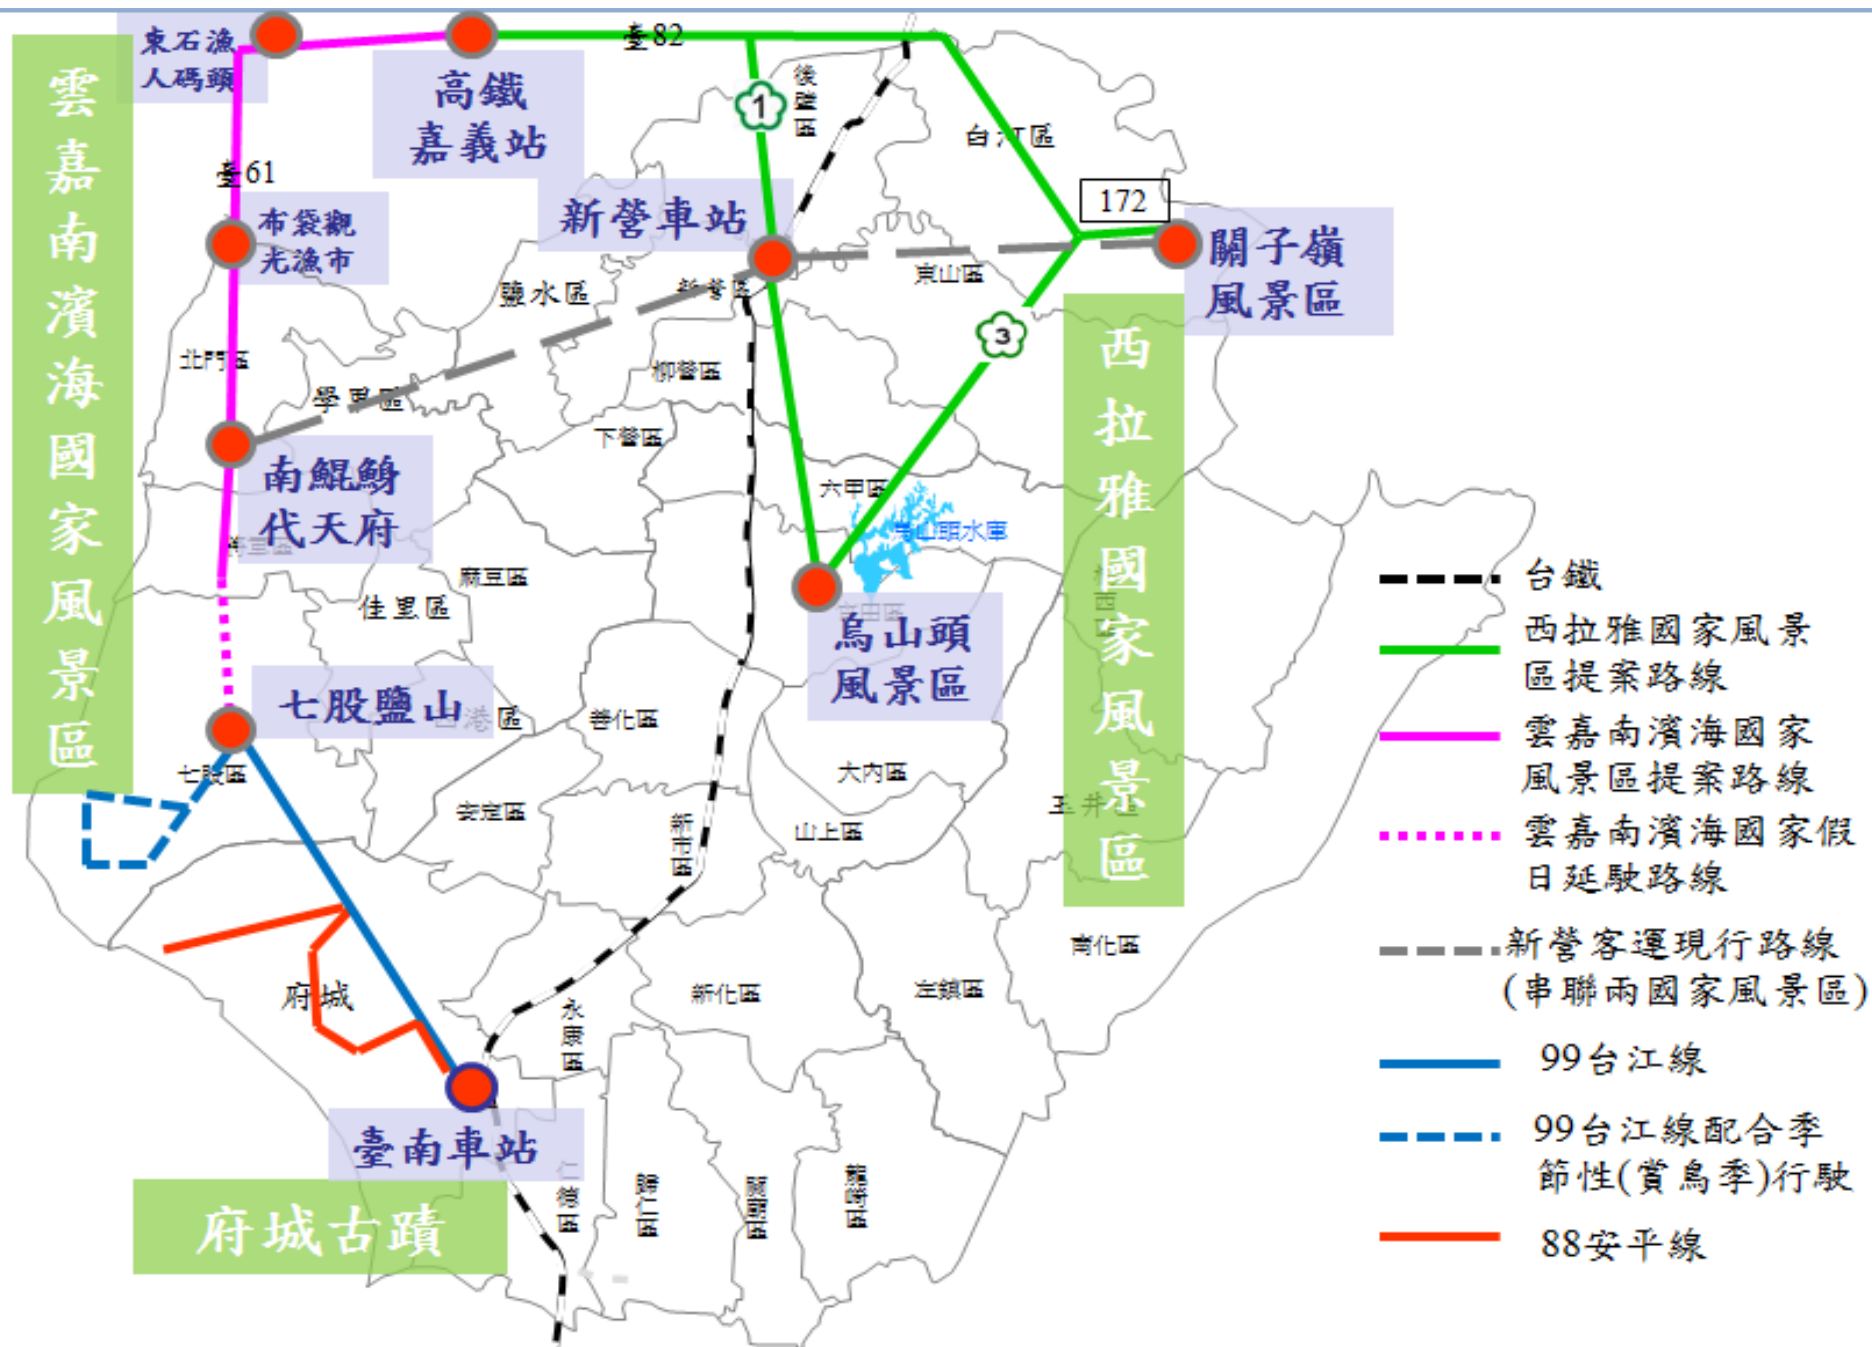 雲嘉南濱海國家風景區
東石漁
人碼頭
高鐵
嘉義站
臺82
臺61
1
後壁區
白河區
172
布袋觀
光漁市
新營車站
關子嶺
風景區
鹽水區
新營區
東山區
3
北門區
學甲區
柳營區
下營區
西拉雅國家風景區
南鯤鯓
代天府
六甲區
烏山頭水庫
將軍區
佳里區
麻豆區
官田區
烏山頭
風景區
七股鹽山
西港區
善化區
七股區
安定區
新市區
大內區
山上區
玉井區
府城
永康區
新化區
左鎮區
南化區
臺南車站
仁德區
歸仁區
關廟區
龍崎區
府城古蹟
台鐵
西拉雅國家風景
區提案路線
雲嘉南濱海國家
風景區提案路線
雲嘉南濱海國家假
日延駛路線
新營客運現行路線
(串聯兩國家風景區)
99台江線
99台江線配合季
節性(賞鳥季)行駛
88安平線